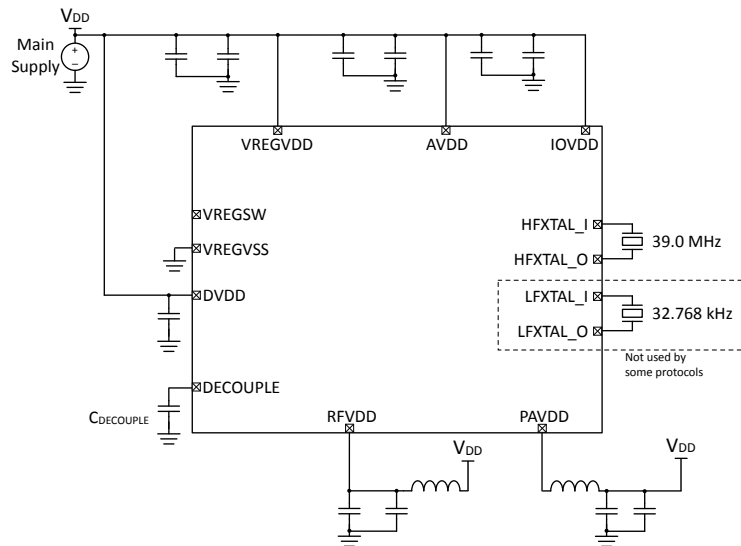 VDD
Main
Supply
+
−
VREGVDD
AVDD
IOVDD
VREGSW
HFXTAL_I
39.0 MHz
VREGVSS
HFXTAL_O
DVDD
LFXTAL_I
32.768 kHz
LFXTAL_O
Not used by
some protocols
DECOUPLE
CDECOUPLE
RFVDD
PAVDD
VDD
VDD